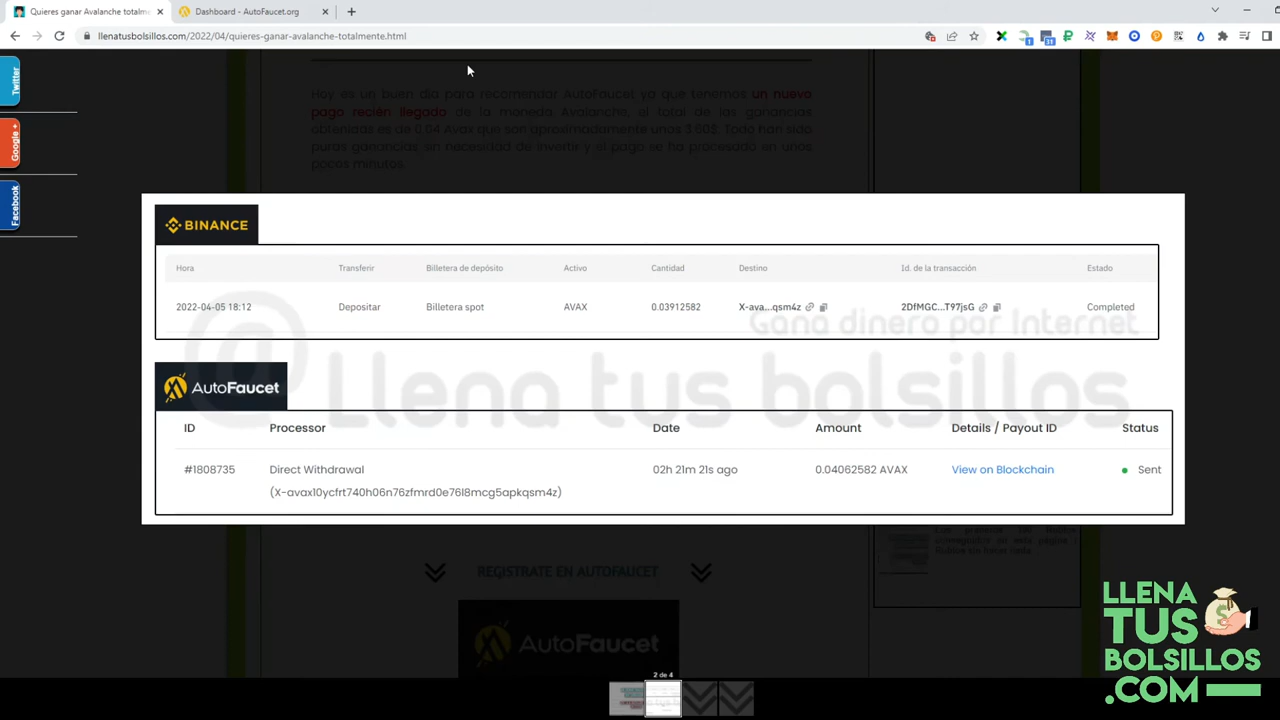 Quieres ganar Avalanche totalm
Dashboard - AutoFaucet.org
llenatusbolsillos.com/2022/04/quieres-ganar-avalanche-totalmente.html
Twitter
Google +
Facebook
Hoy es un buen día para recomendar AutoFaucet ya que tenemos un nuevo
pago recién llegado de la moneda Avalanche, el total de las ganancias
obtenidas es de 0.04 Avax que son aproximadamente unos 3.60$. Todo han sido
puras ganancias sin necesidad de invertir y el pago se ha procesado en unos
pocos minutos.
BINANCE
Hora Transferir Billetera de depósito Activo Cantidad Destino Id. de la transacción Estado
2022-04-05 18:12 Depositar Billetera spot AVAX 0.03912582 X-ava...qsm4z 2DfMGC...T97jsG Completed
Gana dinero por Internet
@Llena tus bolsillos
AutoFaucet
ID Processor Date Amount Details / Payout ID Status
#1808735 Direct Withdrawal 02h 21m 21s ago 0.04062582 AVAX View on Blockchain Sent
(X-avax10ycfrt740h06n76zfmrd0e76l8mcg5apkqsm4z)
REGISTRATE EN AUTOFAUCET
AutoFaucet
2 de 4
LLENA
TUS
BOLSILLOS
.COM